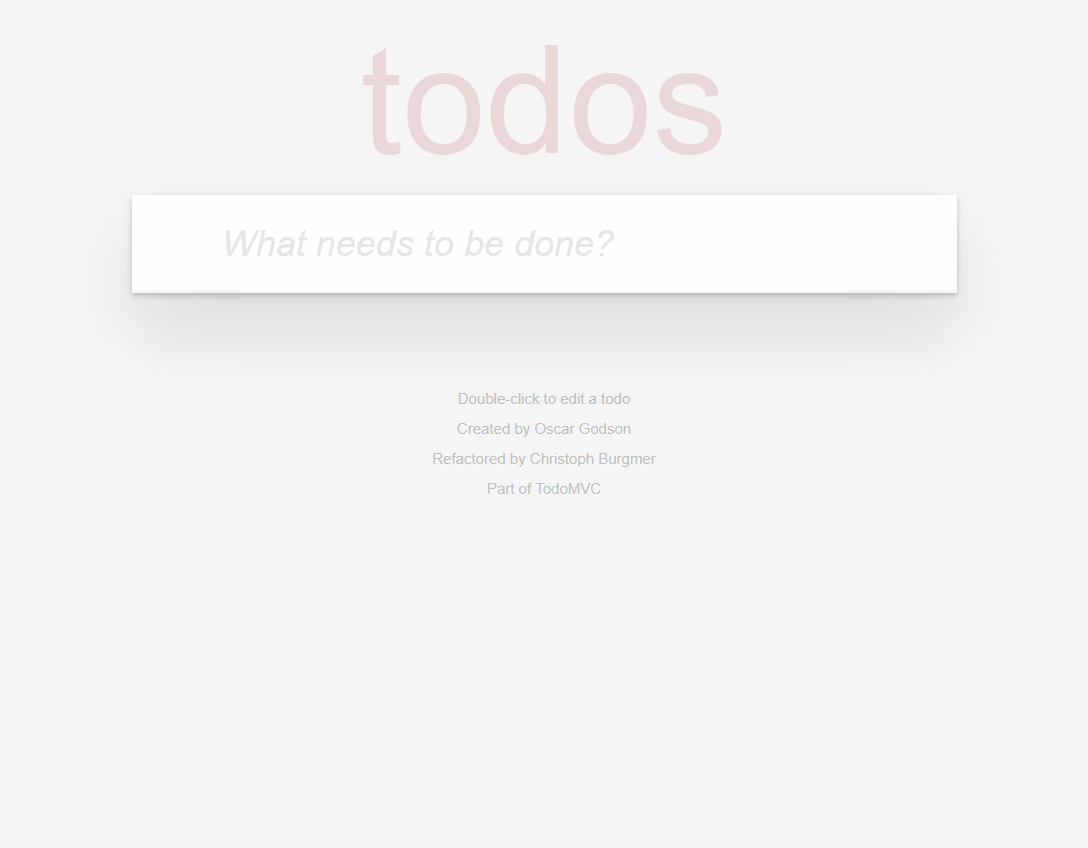 todos
What needs to be done?
Double-click to edit a todo
Created by Oscar Godson
Refactored by Christoph Burgmer
Part of TodoMVC